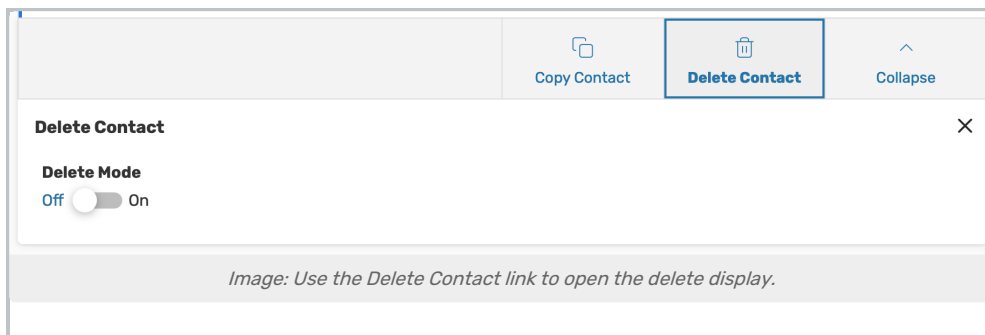 Copy Contact
Delete Contact
Collapse
Delete Contact
Delete Mode
Off On
Image: Use the Delete Contact link to open the delete display.